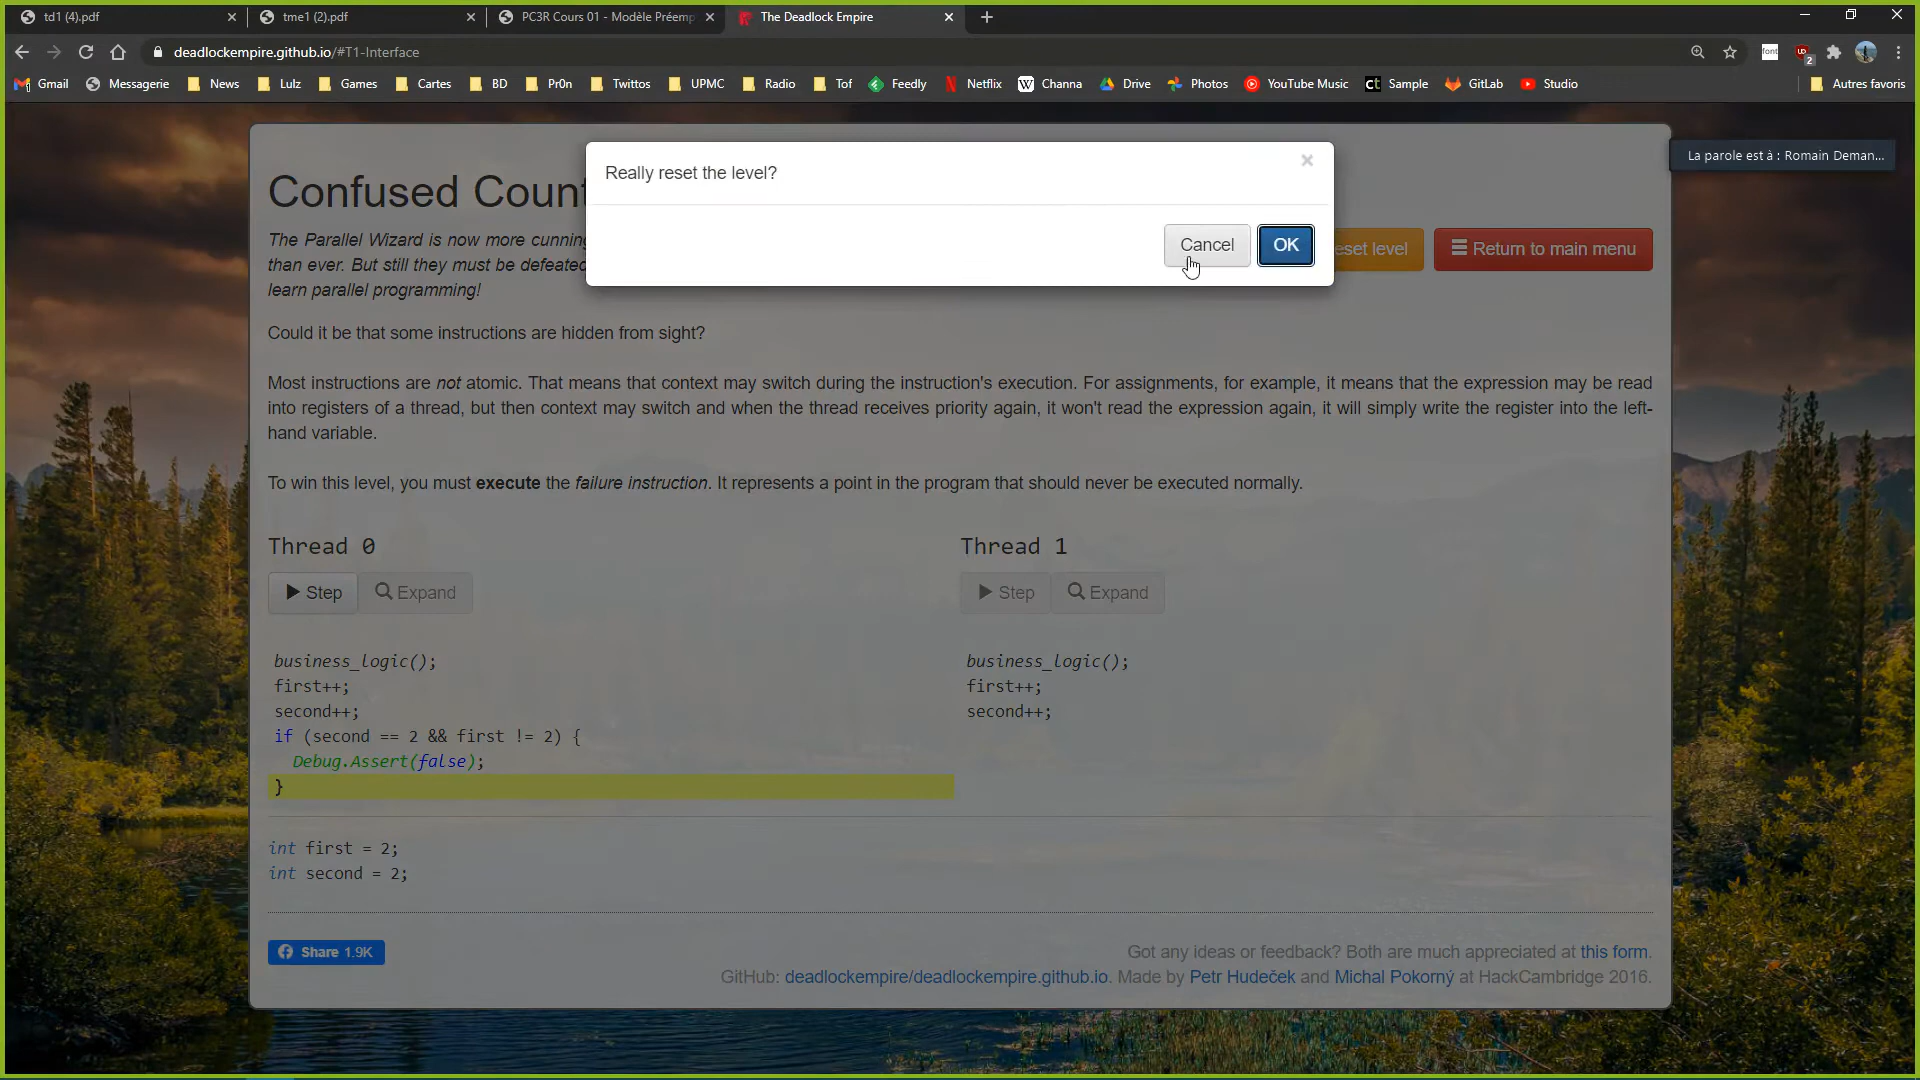 td1 (4).pdf
tme1 (2).pdf
PC3R Cours 01 - Modèle Préemp
The Deadlock Empire
deadlockempire.github.io/#T1-Interface
font
2
Gmail
Messagerie
News
Lulz
Games
Cartes
BD
Pr0n
Twittos
UPMC
Radio
Tof
Feedly
Netflix
Channa
Drive
Photos
YouTube Music
Sample
GitLab
Studio
Autres favoris
La parole est à : Romain Deman...
Really reset the level?
Cancel
OK
Confused Count
The Parallel Wizard is now more cunning
than ever. But still they must be defeated
learn parallel programming!
eset level
Return to main menu
Could it be that some instructions are hidden from sight?
Most instructions are not atomic. That means that context may switch during the instruction's execution. For assignments, for example, it means that the expression may be read
into registers of a thread, but then context may switch and when the thread receives priority again, it won't read the expression again, it will simply write the register into the left-
hand variable.
To win this level, you must execute the failure instruction. It represents a point in the program that should never be executed normally.
Thread 0
Step
Expand
business_logic();
first++;
second++;
if (second == 2 && first != 2) {
Debug.Assert(false);
}
Thread 1
Step
Expand
business_logic();
first++;
second++;
int first = 2;
int second = 2;
Share 1.9K
Got any ideas or feedback? Both are much appreciated at this form.
GitHub: deadlockempire/deadlockempire.github.io. Made by Petr Hudeček and Michal Pokorný at HackCambridge 2016.